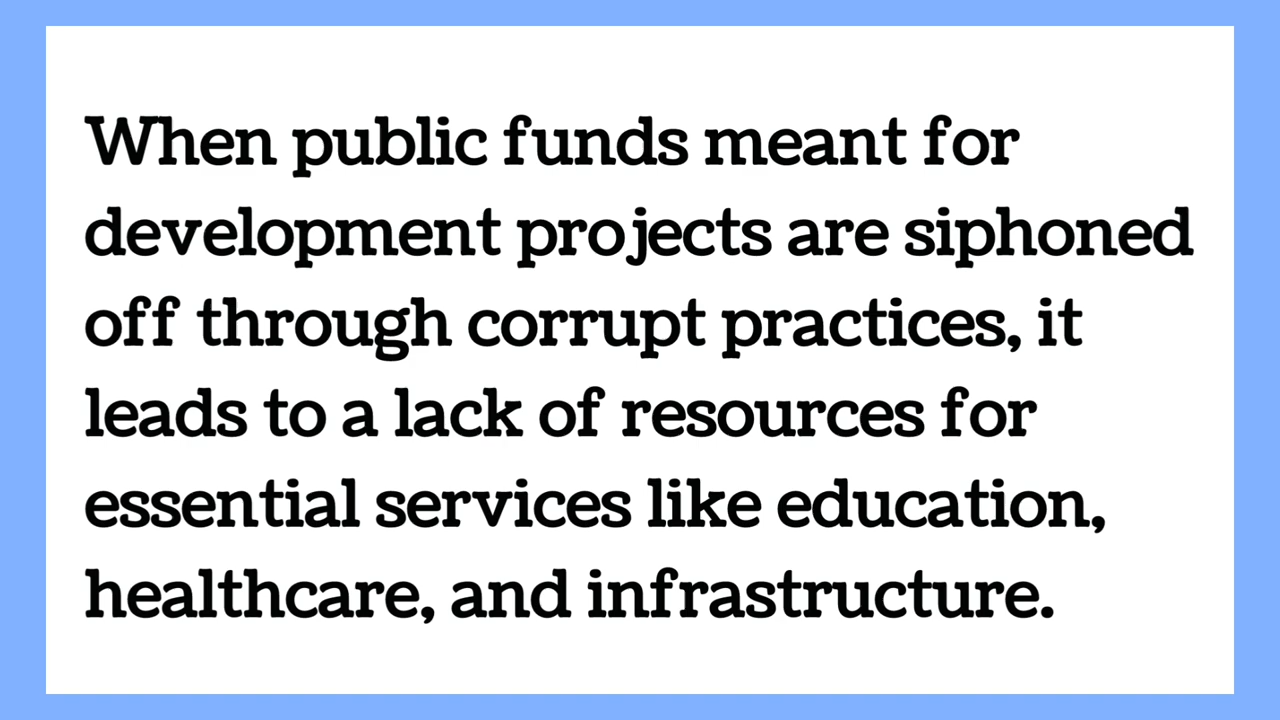 When public funds meant for
development projects are siphoned
off through corrupt practices, it
leads to a lack of resources for
essential services like education,
healthcare, and infrastructure.